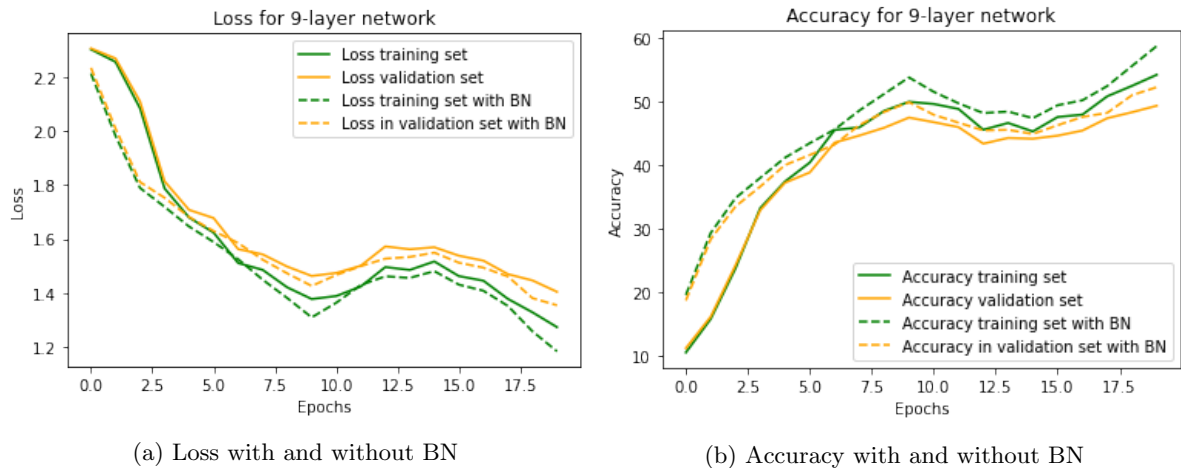 Loss for 9-layer network
Loss training set
Loss validation set
Loss training set with BN
Loss in validation set with BN
2.2
2.0
1.8
1.6
1.4
1.2
Loss
0.0 2.5 5.0 7.5 10.0 12.5 15.0 17.5
Epochs
(a) Loss with and without BN
Accuracy for 9-layer network
60
50
40
30
20
10
Accuracy
Accuracy training set
Accuracy validation set
Accuracy training set with BN
Accuracy in validation set with BN
0.0 2.5 5.0 7.5 10.0 12.5 15.0 17.5
Epochs
(b) Accuracy with and without BN